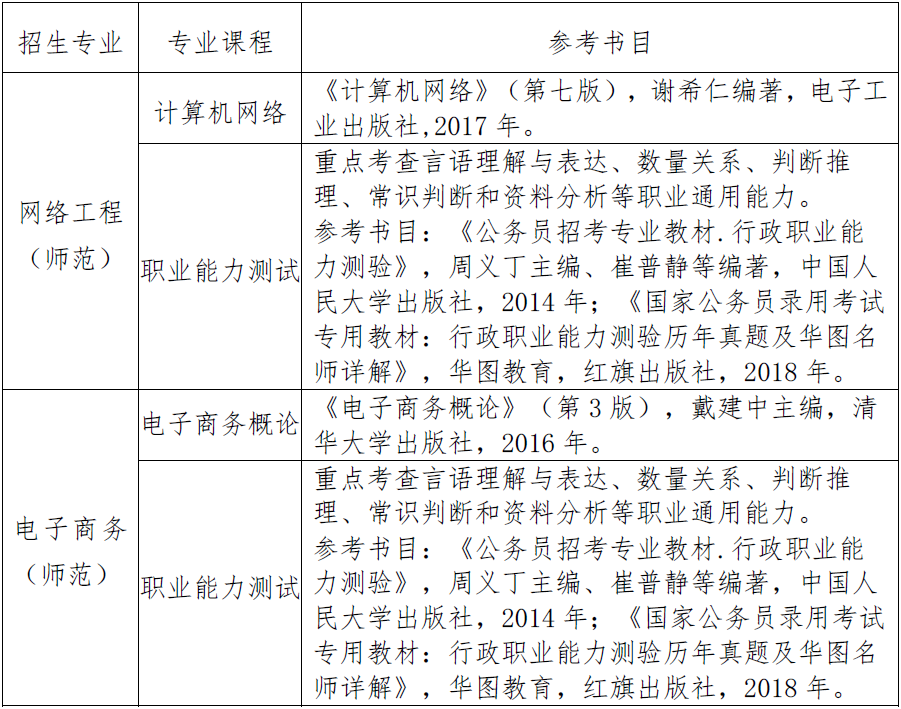 招生专业 专业课程 参考书目
网络工程
（师范）
计算机网络
《计算机网络》（第七版），谢希仁编著，电子工
业出版社,2017 年。
职业能力测试
重点考查言语理解与表达、数量关系、判断推
理、常识判断和资料分析等职业通用能力。
参考书目：《公务员招考专业教材.行政职业能
力测验》，周义丁主编、崔普静等编著，中国人
民大学出版社，2014 年；《国家公务员录用考试
专用教材：行政职业能力测验历年真题及华图名
师详解》，华图教育，红旗出版社，2018 年。
电子商务
（师范）
电子商务概论
《电子商务概论》（第 3 版），戴建中主编，清
华大学出版社，2016 年。
职业能力测试
重点考查言语理解与表达、数量关系、判断推
理、常识判断和资料分析等职业通用能力。
参考书目：《公务员招考专业教材.行政职业能
力测验》，周义丁主编、崔普静等编著，中国人
民大学出版社，2014 年；《国家公务员录用考试
专用教材：行政职业能力测验历年真题及华图名
师详解》，华图教育，红旗出版社，2018 年。